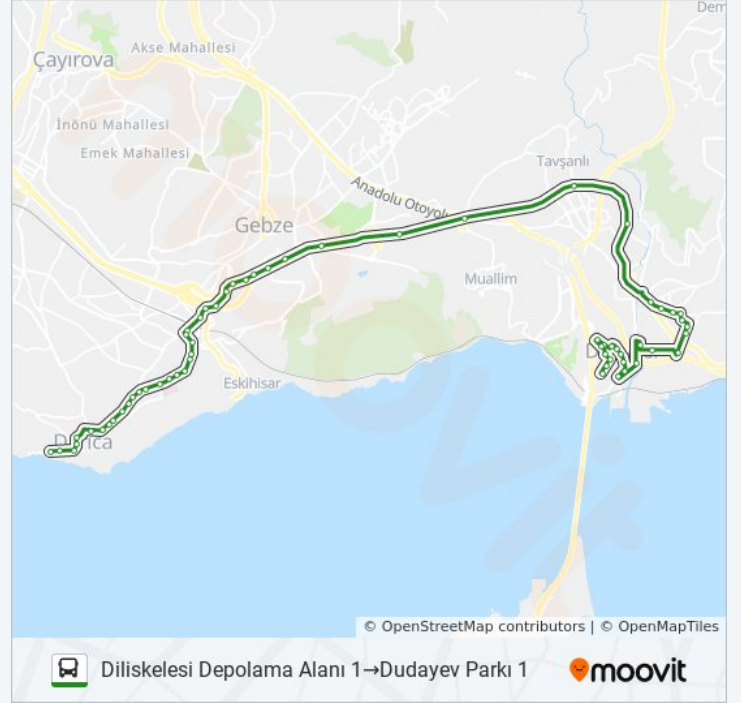 Dem
Akse Mahallesi
Çayırova
İnönü Mahallesi
Emek Mahallesi
Tavşanlı
Anadolu Otoyolu
Gebze
Muallim
Eskihisar
Darıca
© OpenStreetMap contributors | © OpenMapTiles
Diliskelesi Depolama Alanı 1→Dudayev Parkı 1
moovit